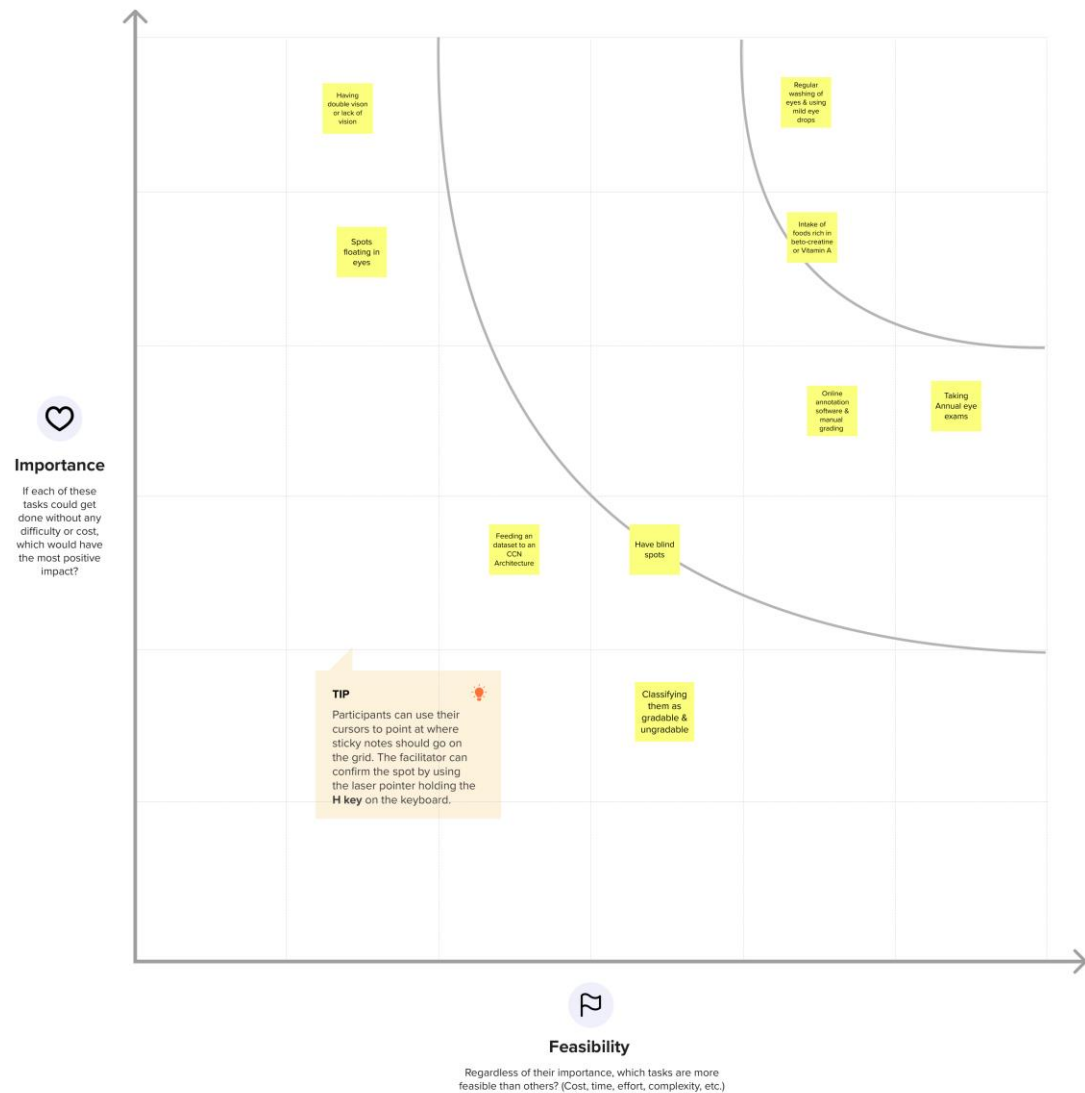 Having
double vison
or lack of
vision
Regular
washing of
eyes & using
mild eye
drops
Spots
floating in
eyes
Intake of
foods rich in
beto-creatine
or Vitamin A
Online
annotation
software &
manual
grading
Taking
Annual eye
exams
Importance
If each of these
tasks could get
done without any
difficulty or cost,
which would have
the most positive
impact?
Feeding an
dataset to an
CCN
Architecture
Have blind
spots
TIP
Participants can use their
cursors to point at where
sticky notes should go on
the grid. The facilitator can
confirm the spot by using
the laser pointer holding the
H key on the keyboard.
Classifying
them as
gradable &
ungradable
Feasibility
Regardless of their importance, which tasks are more
feasible than others? (Cost, time, effort, complexity, etc.)